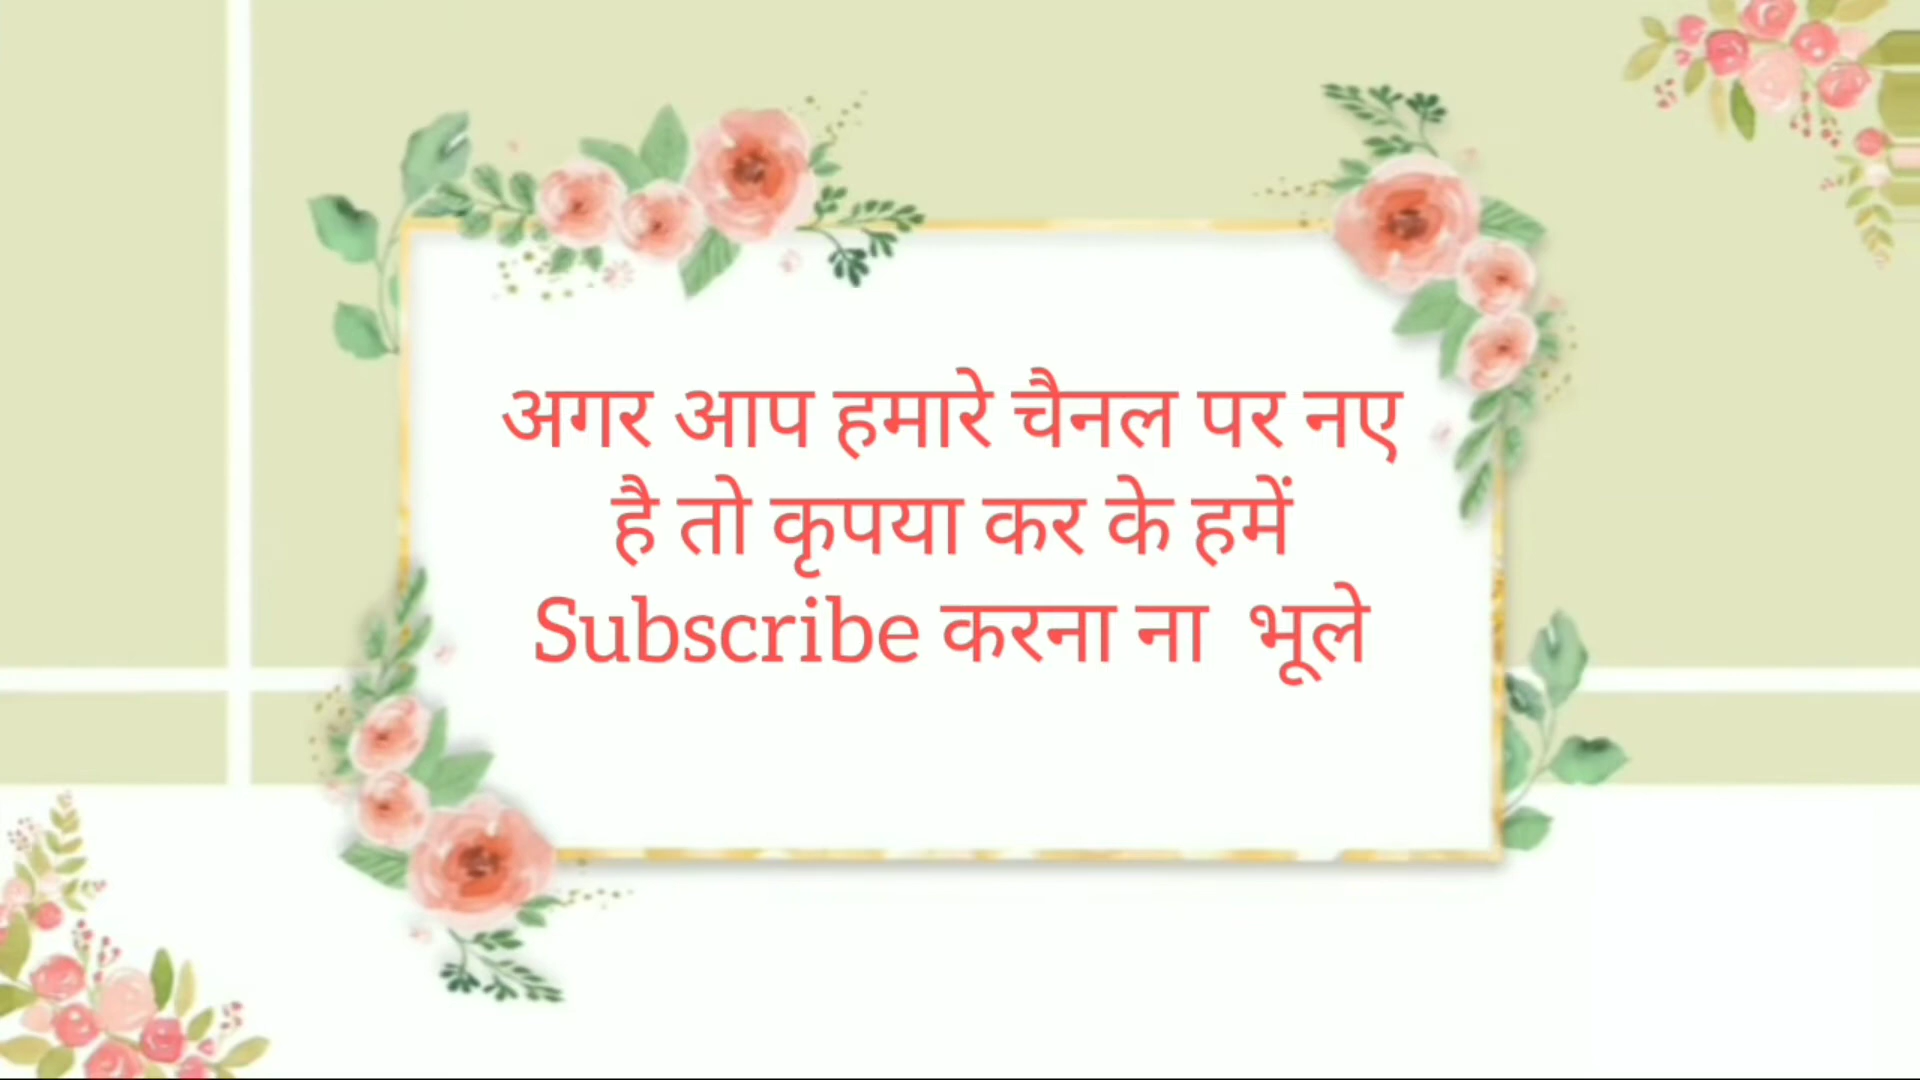 अगर आप हमारे चैनल पर नए
है तो कृपया कर के हमें
Subscribe करना ना भूले